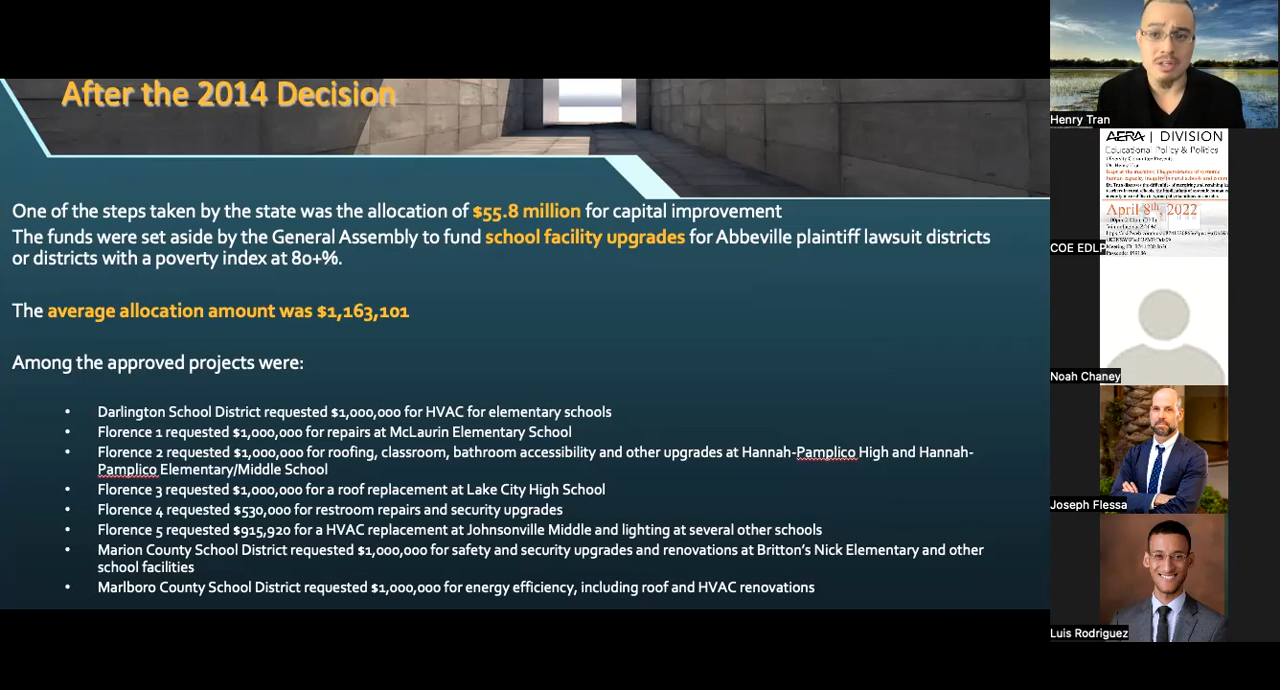 After the 2014 Decision
One of the steps taken by the state was the allocation of $55.8 million for capital improvement
The funds were set aside by the General Assembly to fund school facility upgrades for Abbeville plaintiff lawsuit districts
or districts with a poverty index at 80+%.
The average allocation amount was $1,163,101
Among the approved projects were:
• Darlington School District requested $1,000,000 for HVAC for elementary schools
• Florence 1 requested $1,000,000 for repairs at McLaurin Elementary School
• Florence 2 requested $1,000,000 for roofing, classroom, bathroom accessibility and other upgrades at Hannah-Pamplico High and Hannah-
Pamplico Elementary/Middle School
• Florence 3 requested $1,000,000 for a roof replacement at Lake City High School
• Florence 4 requested $530,000 for restroom repairs and security upgrades
• Florence 5 requested $915,920 for a HVAC replacement at Johnsonville Middle and lighting at several other schools
• Marion County School District requested $1,000,000 for safety and security upgrades and renovations at Britton's Nick Elementary and other
school facilities
• Marlboro County School District requested $1,000,000 for energy efficiency, including roof and HVAC renovations
Henry Tran
AERA | DIVISION
Educational Policy & Politics
Diversity Committee Presents
Dr. Henry Tran
April 8th, 2022
COE EDLP
Noah Chaney
Joseph Flessa
Luis Rodriguez